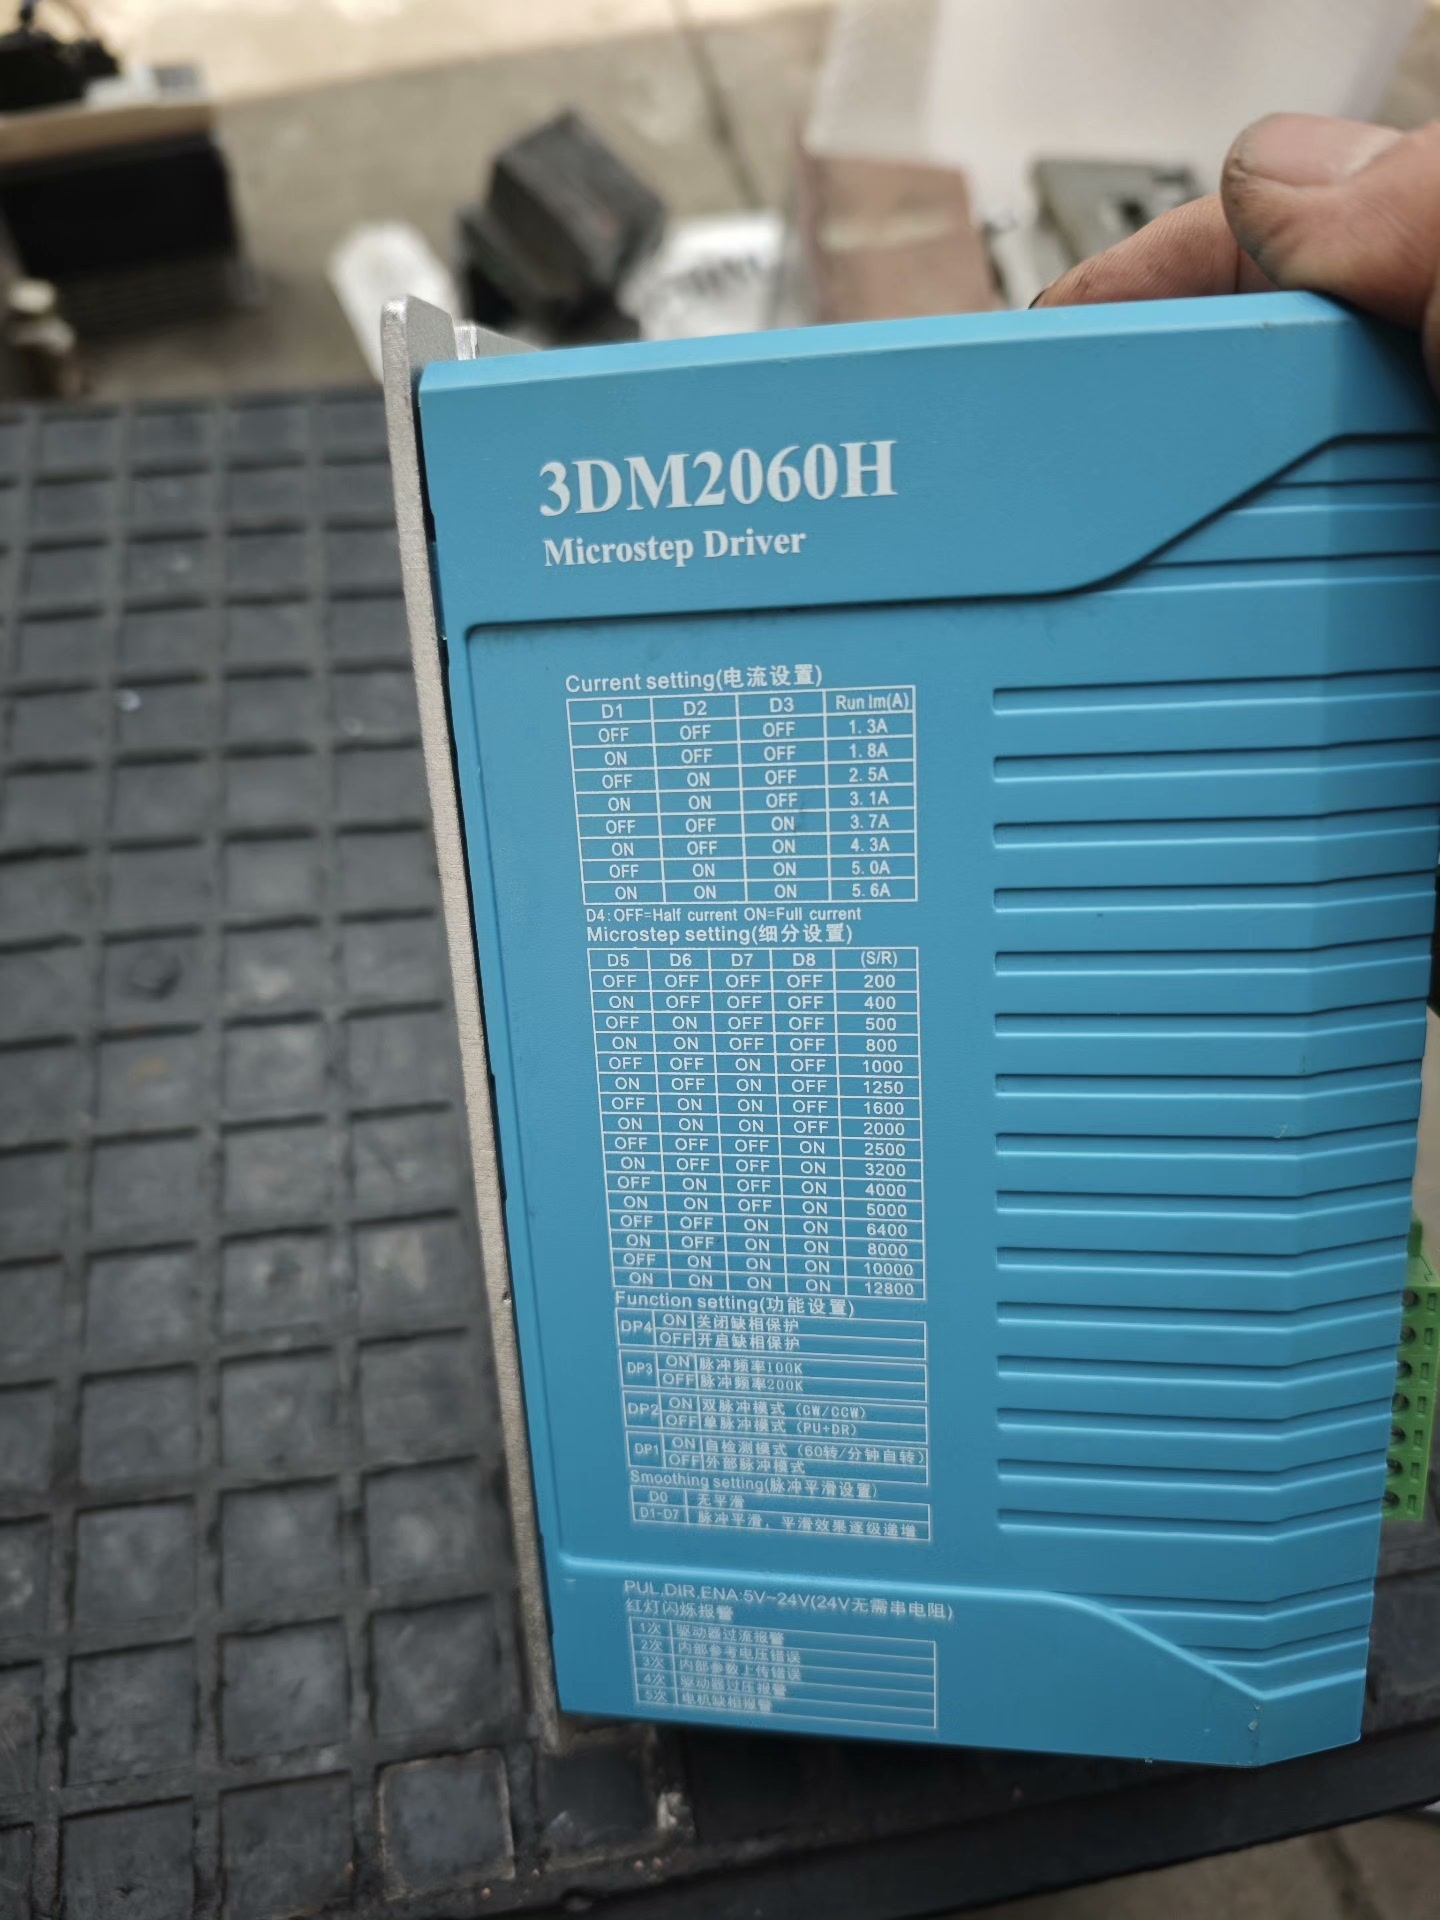 3DM2060H
Microstep Driver
Current setting(电流设置)
D1 D2 D3 Run Im(A)
OFF OFF OFF 1.3A
ON OFF OFF 1.8A
OFF ON OFF 2.5A
ON ON OFF 3.1A
OFF OFF ON 3.7A
ON OFF ON 4.3A
OFF ON ON 5.0A
ON ON ON 5.6A
D4:OFF=Half current ON=Full current
Microstep setting(细分设置)
D5 D6 D7 D8 (S/R)
OFF OFF OFF OFF 200
ON OFF OFF OFF 400
OFF ON OFF OFF 500
ON ON OFF OFF 800
OFF OFF ON OFF 1000
ON OFF ON OFF 1250
OFF ON ON OFF 1600
ON ON ON OFF 2000
OFF OFF OFF ON 2500
ON OFF OFF ON 3200
OFF ON OFF ON 4000
ON ON OFF ON 5000
OFF OFF ON ON 6400
ON OFF ON ON 8000
OFF ON ON ON 10000
ON ON ON ON 12800
Function setting(功能设置)
DP4 ON 关闭缺相保护
OFF 开启缺相保护
DP3 ON 脉冲频率100K
OFF 脉冲频率200K
DP2 ON 双脉冲模式（CW/CCW）
OFF 单脉冲模式（PU+DR）
DP1 ON 自检测模式（60转/分钟自转）
OFF 外部脉冲模式
Smoothing setting(脉冲平滑设置)
D0 无平滑
D1-D7 脉冲平滑，平滑效果逐级递增
PUL.DIR.ENA:5V~24V(24V无需串电阻)
红灯闪烁报警
1次 驱动器过流报警
2次 内部参考电压错误
3次 内部参数上传错误
4次 驱动器过压报警
5次 电机缺相报警